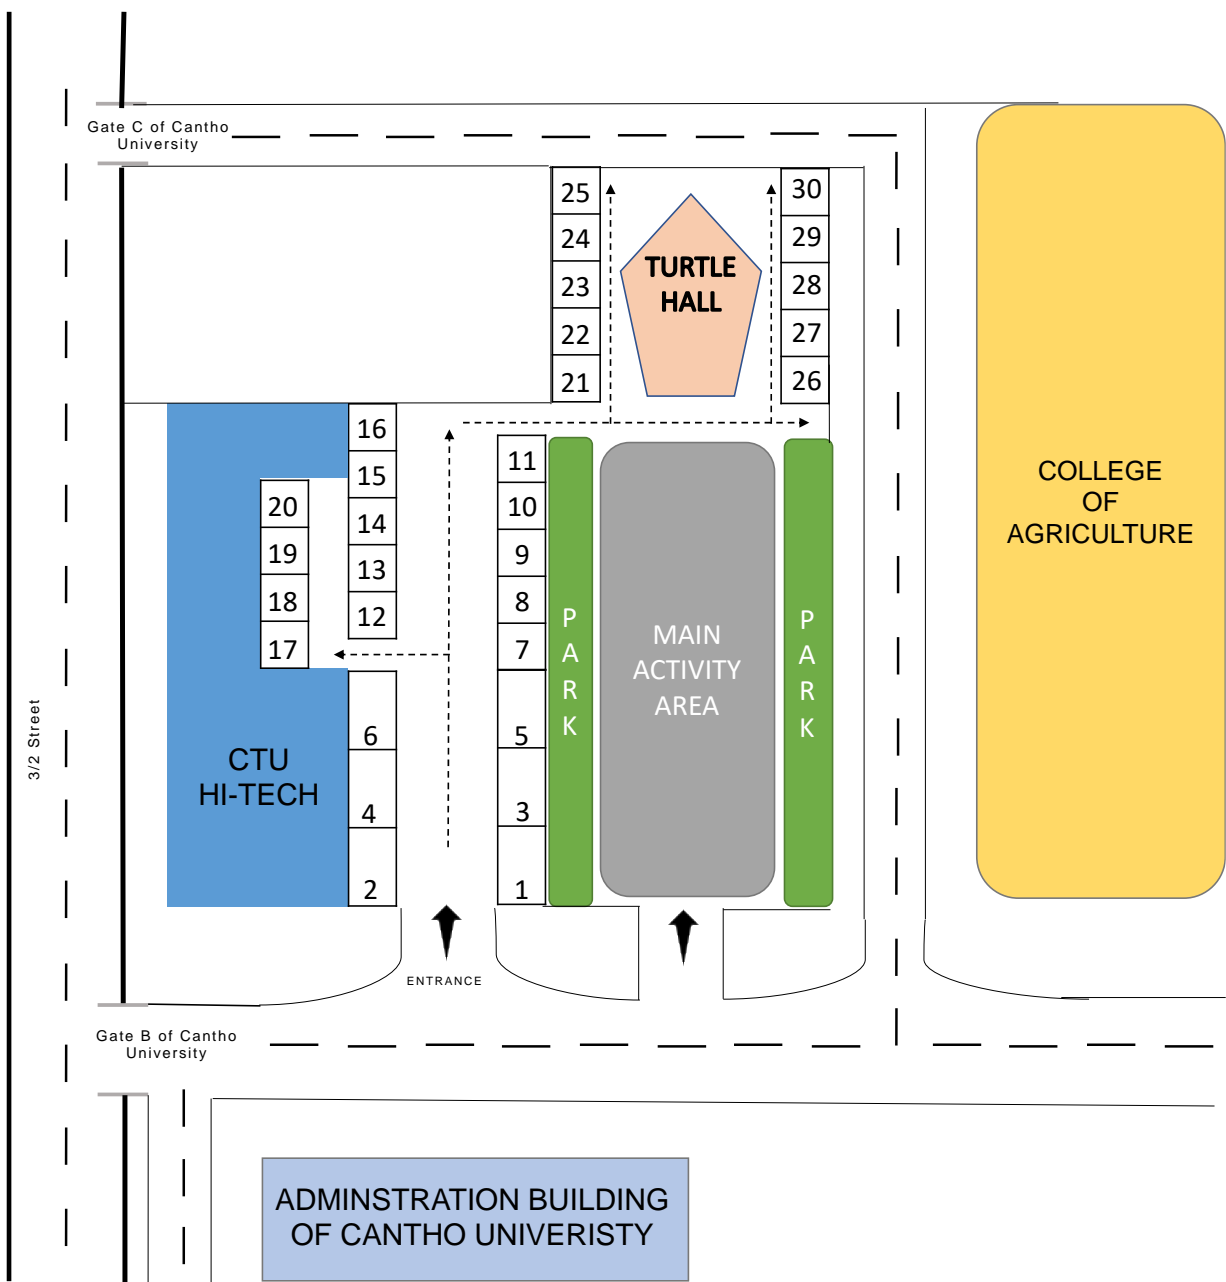 Gate C of Cantho
University
25
30
24
29
TURTLE
HALL
23
28
22
27
21
26
16
11
15
20
10
14
19
9
13
18
8
12
17
7
COLLEGE
OF
AGRICULTURE
PARK
MAIN
ACTIVITY
AREA
PARK
6
5
3/2 Street
CTU
HI-TECH
4
3
2
1
ENTRANCE
Gate B of Cantho
University
ADMINSTRATION BUILDING
OF CANTHO UNIVERISTY